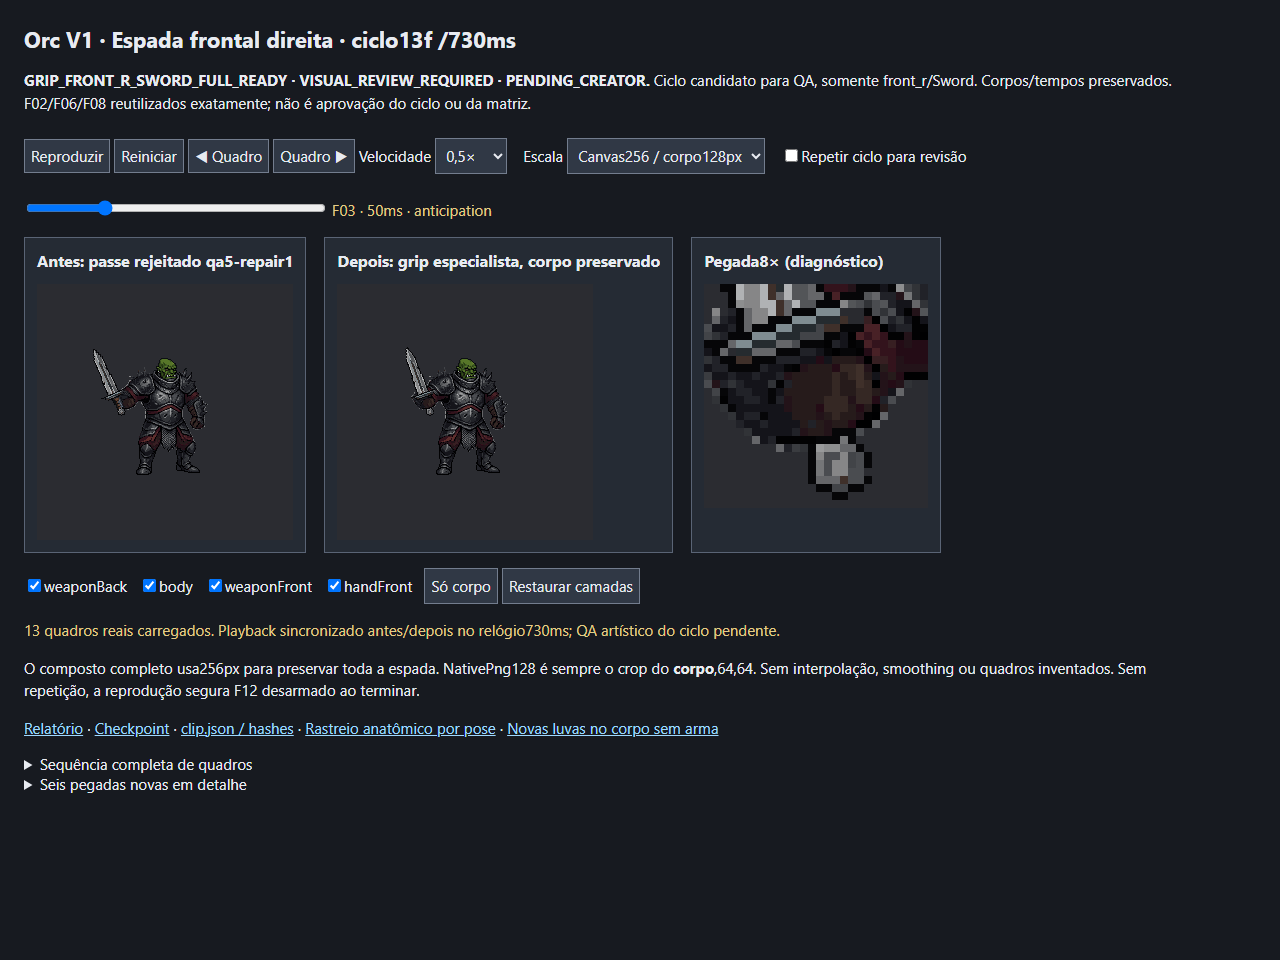 Orc V1 · Espada frontal direita · ciclo13f /730ms
GRIP_FRONT_R_SWORD_FULL_READY · VISUAL_REVIEW_REQUIRED · PENDING_CREATOR. Ciclo candidato para QA, somente front_r/Sword. Corpos/tempos preservados.
F02/F06/F08 reutilizados exatamente; não é aprovação do ciclo ou da matriz.
Reproduzir Reiniciar ◀ Quadro Quadro ▶ Velocidade 0,5× Escala Canvas256 / corpo128px Repetir ciclo para revisão
F03 · 50ms · anticipation
Antes: passe rejeitado qa5-repair1
Depois: grip especialista, corpo preservado
Pegada8× (diagnóstico)
weaponBack body weaponFront handFront Só corpo Restaurar camadas
13 quadros reais carregados. Playback sincronizado antes/depois no relógio730ms; QA artístico do ciclo pendente.
O composto completo usa256px para preservar toda a espada. NativePng128 é sempre o crop do corpo,64,64. Sem interpolação, smoothing ou quadros inventados. Sem
repetição, a reprodução segura F12 desarmado ao terminar.
Relatório · Checkpoint · clip.json / hashes · Rastreio anatômico por pose · Novas luvas no corpo sem arma
▶ Sequência completa de quadros
▶ Seis pegadas novas em detalhe